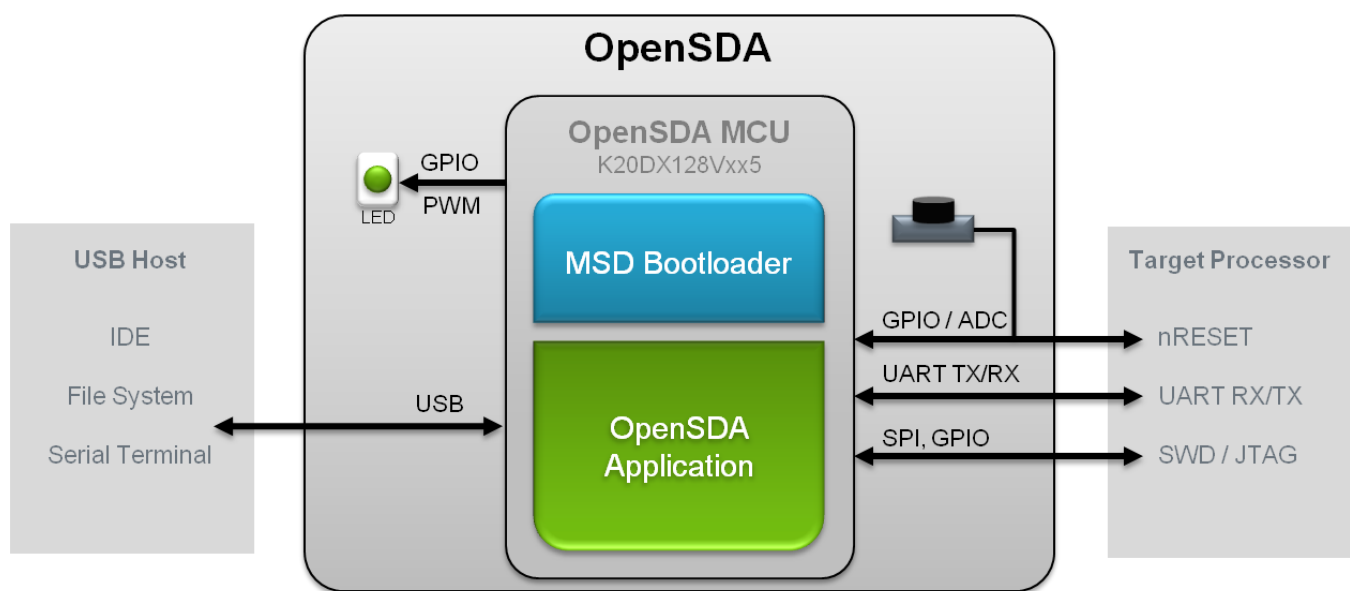 OpenSDA
OpenSDA MCU
K20DX128Vxx5
GPIO
PWM
LED
MSD Bootloader
OpenSDA
Application
USB Host
IDE
File System
Serial Terminal
USB
GPIO / ADC
UART TX/RX
SPI, GPIO
Target Processor
nRESET
UART RX/TX
SWD / JTAG